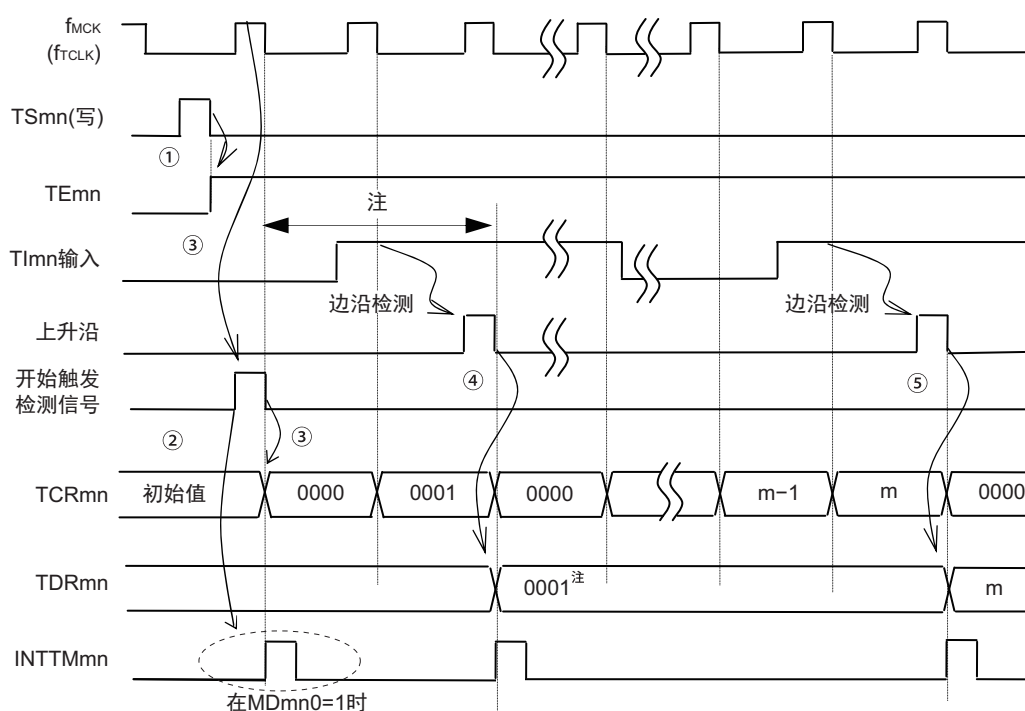 fMCK
(fTCLK)
TSmn(写)
①
TEmn
注
③
TImn输入
边沿检测
边沿检测
上升沿
④
⑤
开始触发
检测信号
②
③
TCRmn
初始值
0000
0001
0000
m−1
m
0000
TDRmn
0001注
m
INTTMmn
在MDmn0=1时